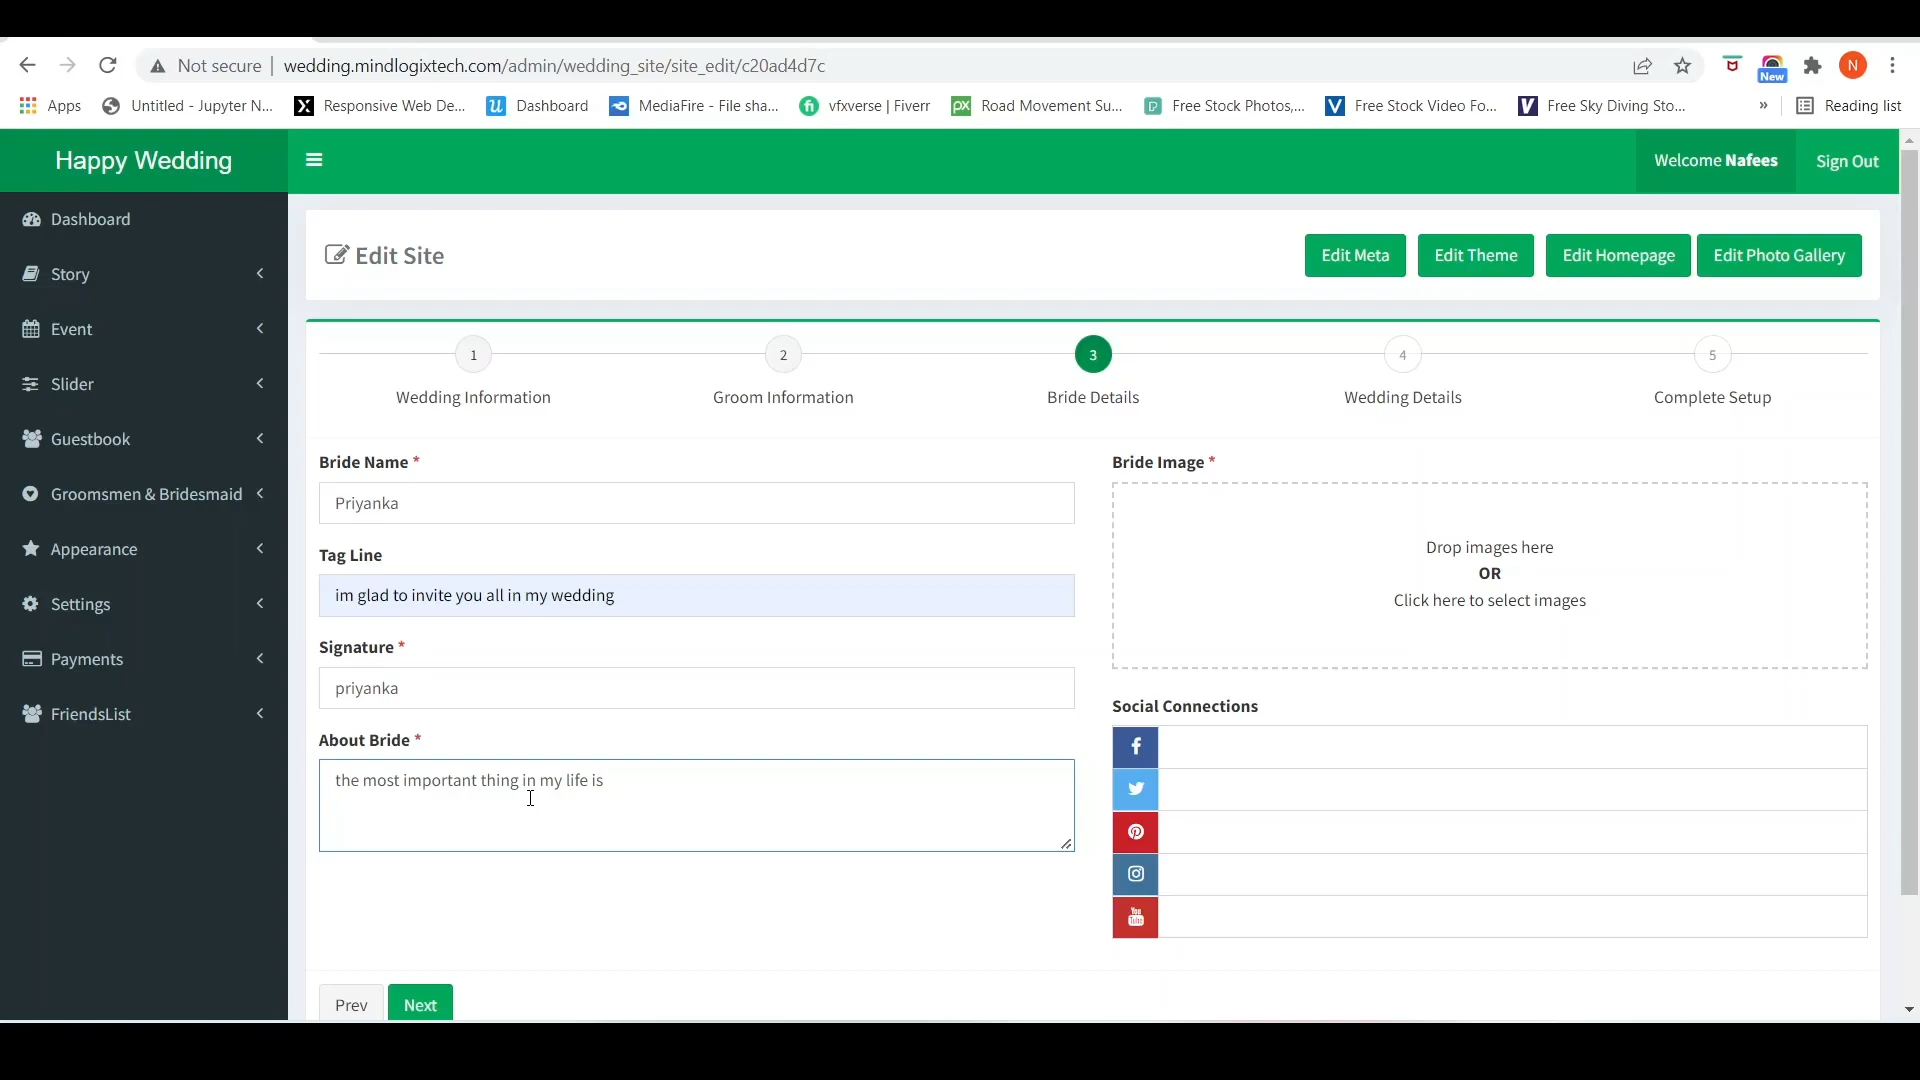 Not secure | wedding.mindlogixtech.com/admin/wedding_site/site_edit/c20ad4d7c
N
New
Apps
Untitled - Jupyter N...
Responsive Web De...
Dashboard
MediaFire - File sha...
vfxverse | Fiverr
Road Movement Su...
Free Stock Photos,...
Free Stock Video Fo...
Free Sky Diving Sto...
»
Reading list
Happy Wedding
Welcome Nafees
Sign Out
Dashboard
Story
Event
Slider
Guestbook
Groomsmen & Bridesmaid
Appearance
Settings
Payments
FriendsList
Edit Site
Edit Meta
Edit Theme
Edit Homepage
Edit Photo Gallery
1
2
3
4
5
Wedding Information
Groom Information
Bride Details
Wedding Details
Complete Setup
Bride Name *
Priyanka
Tag Line
im glad to invite you all in my wedding
Signature *
priyanka
About Bride *
the most important thing in my life is
Bride Image *
Drop images here
OR
Click here to select images
Social Connections
You
Tube
Prev
Next